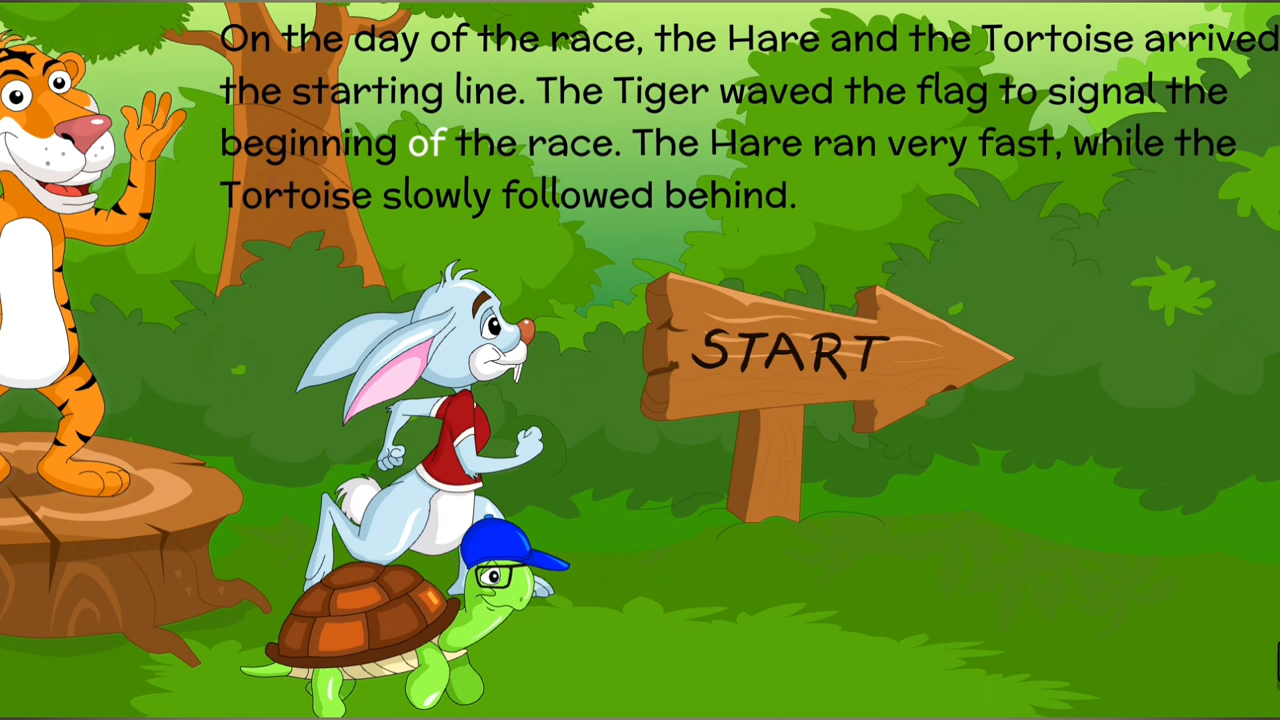 On the day of the race, the Hare and the Tortoise arrived
the starting line. The Tiger waved the flag to signal the
beginning of the race. The Hare ran very fast, while the
Tortoise slowly followed behind.
START